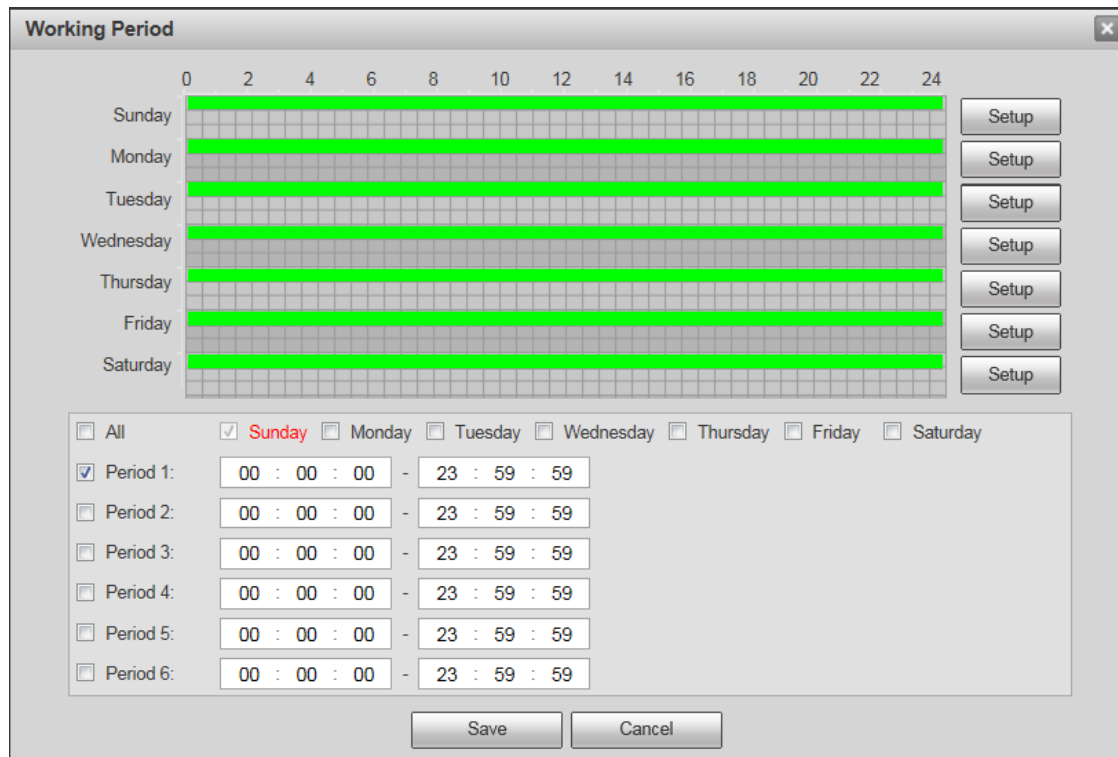 Working Period
0 2 4 6 8 10 12 14 16 18 20 22 24
Sunday Setup
Monday Setup
Tuesday Setup
Wednesday Setup
Thursday Setup
Friday Setup
Saturday Setup
All Sunday Monday Tuesday Wednesday Thursday Friday Saturday
Period 1: 00 : 00 : 00 - 23 : 59 : 59
Period 2: 00 : 00 : 00 - 23 : 59 : 59
Period 3: 00 : 00 : 00 - 23 : 59 : 59
Period 4: 00 : 00 : 00 - 23 : 59 : 59
Period 5: 00 : 00 : 00 - 23 : 59 : 59
Period 6: 00 : 00 : 00 - 23 : 59 : 59
Save Cancel